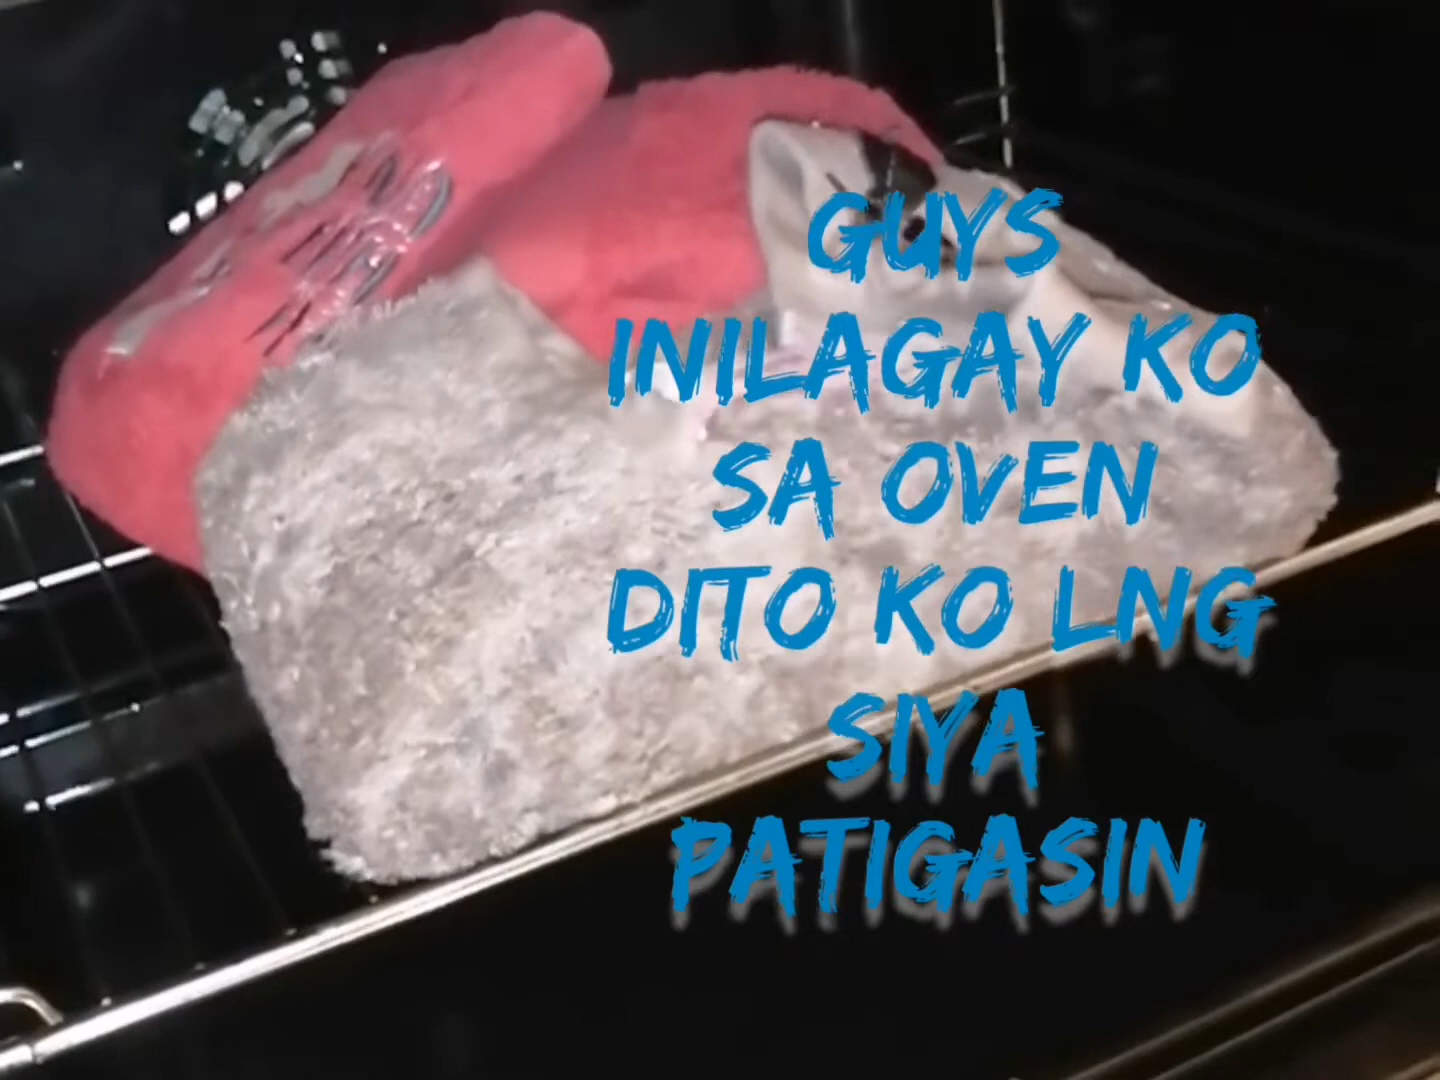 GUYS
INILAGAY KO
SA OVEN
DITO KO LNG
SIYA
PATIGASIN